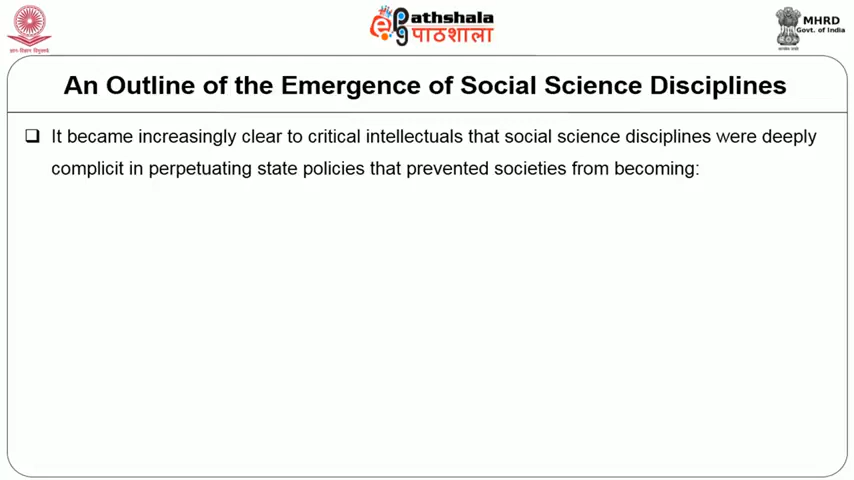 ePG Pathshala
पाठशाला
MHRD
Govt. of India
An Outline of the Emergence of Social Science Disciplines
It became increasingly clear to critical intellectuals that social science disciplines were deeply
complicit in perpetuating state policies that prevented societies from becoming: